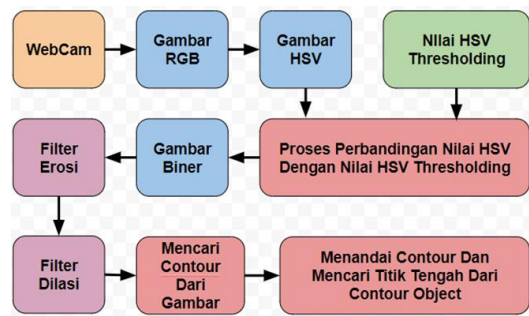 WebCam
Gambar
RGB
Gambar
HSV
NIlai HSV
Thresholding
Filter
Erosi
Gambar
Biner
Proses Perbandingan Nilai HSV
Dengan Nilai HSV Thresholding
Filter
Dilasi
Mencari
Contour
Dari
Gambar
Menandai Contour Dan
Mencari Titik Tengah Dari
Contour Object